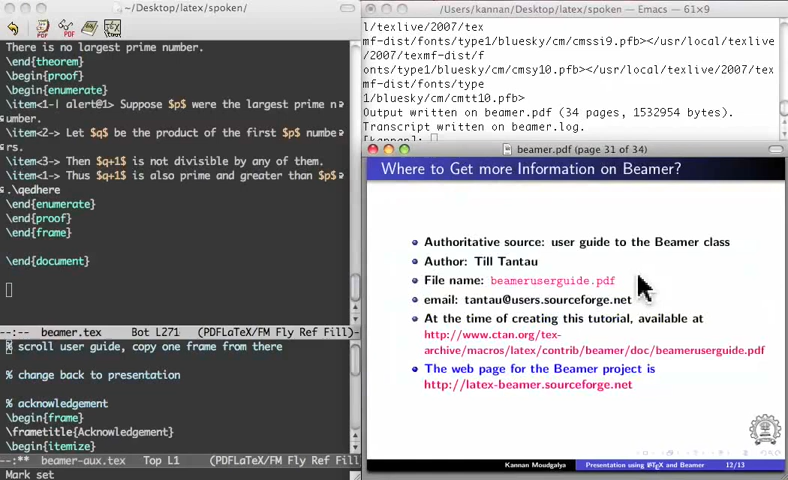 ~/Desktop/latex/spoken
There is no largest prime number.
\end{theorem}
\begin{proof}
\begin{enumerate}
\item<1-| alert@1> Suppose $p$ were the largest prime n
umber.
\item<2-> Let $q$ be the product of the first $p$ numbe
rs.
\item<3-> Then $q+1$ is not divisible by any of them.
\item<1-> Thus $q+1$ is also prime and greater than $p$
.\qedhere
\end{enumerate}
\end{proof}
\end{frame}
\end{document}
--:-- beamer.tex Bot L271 (PDFLaTeX/FM Fly Ref Fill)-
% scroll user guide, copy one frame from there
% change back to presentation
% acknowledgement
\begin{frame}
\frametitle{Acknowledgement}
\begin{itemize}
-:** beamer-aux.tex Top L1 (PDFLaTeX/FM Fly Ref Fill
Mark set
/Users/kannan/Desktop/latex/spoken — Emacs — 61×9
l/texlive/2007/tex
mf-dist/fonts/type1/bluesky/cm/cmssi9.pfb></usr/local/texlive
/2007/texmf-dist/f
onts/type1/bluesky/cm/cmsy10.pfb></usr/local/texlive/2007/tex
mf-dist/fonts/type
1/bluesky/cm/cmtt10.pfb>
Output written on beamer.pdf (34 pages, 1532954 bytes).
Transcript written on beamer.log.
[kannan]:
beamer.pdf (page 31 of 34)
Where to Get more Information on Beamer?
Authoritative source: user guide to the Beamer class
Author: Till Tantau
File name: beameruserguide.pdf
email: tantau@users.sourceforge.net
At the time of creating this tutorial, available at
http://www.ctan.org/tex-
archive/macros/latex/contrib/beamer/doc/beameruserguide.pdf
The web page for the Beamer project is
http://latex-beamer.sourceforge.net
Kannan Moudgalya Presentation using LATEX and Beamer 12/13